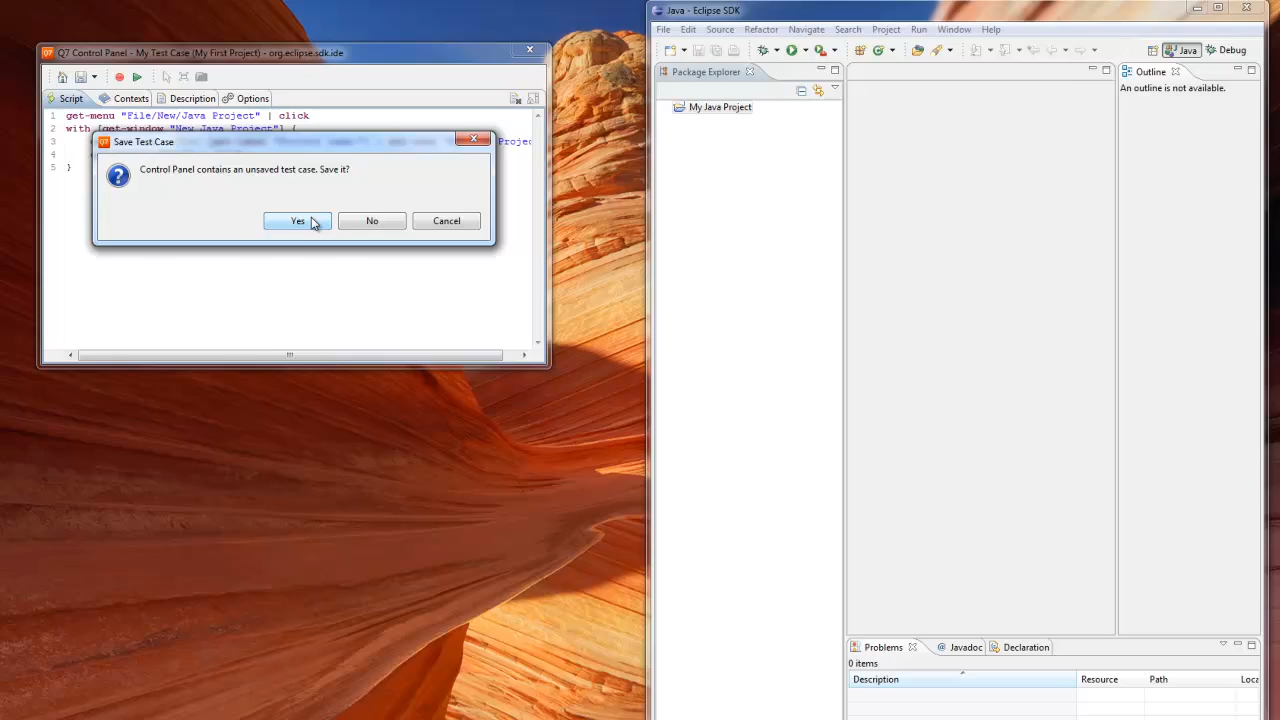 Q7 Control Panel - My Test Case (My First Project) - org.eclipse.sdk.ide
Script Contexts Description Options
1 get-menu "File/New/Java Project" | click
2 with [get-window "New Java Project"] {
3
4
5 }
Save Test Case
Control Panel contains an unsaved test case. Save it?
Yes No Cancel
Java - Eclipse SDK
File Edit Source Refactor Navigate Search Project Run Window Help
Java Debug
Package Explorer
My Java Project
Outline
An outline is not available.
Problems @ Javadoc Declaration
0 items
Description Resource Path Loca